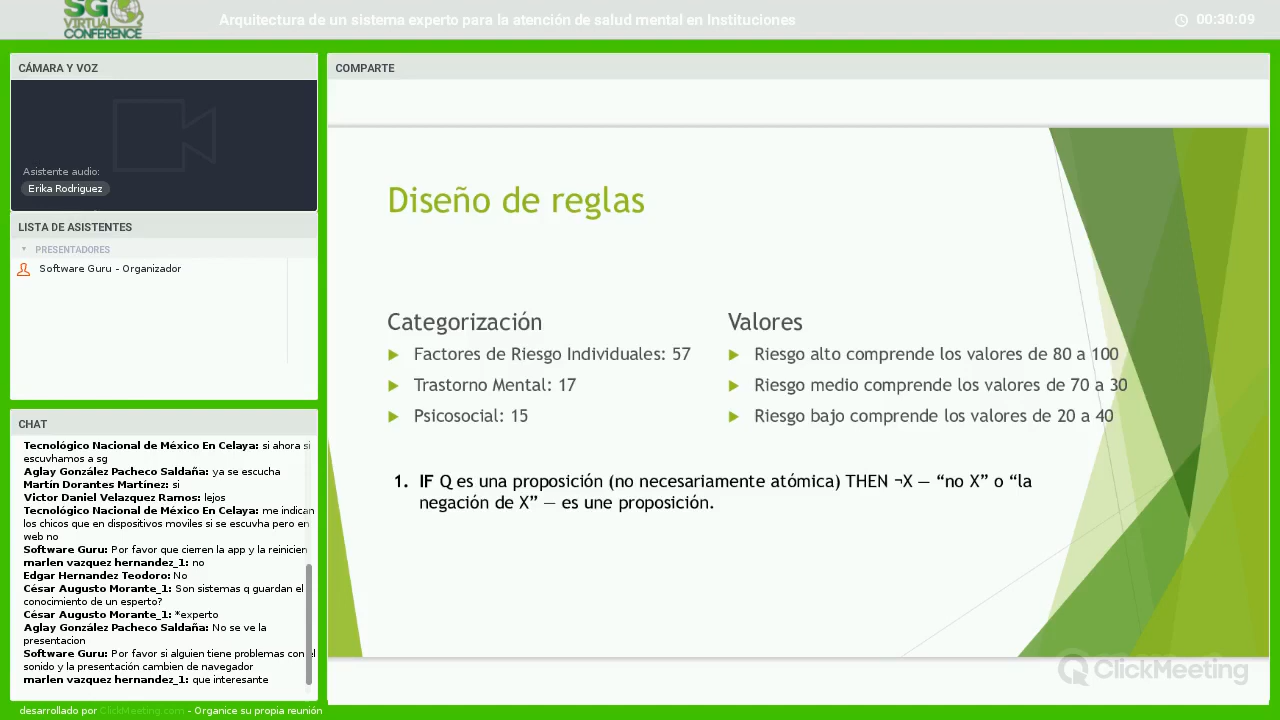 SG
VIRTUAL
CONFERENCE
Arquitectura de un sistema experto para la atención de salud mental en Instituciones
00:30:09
CÁMARA Y VOZ
Asistente audio:
Erika Rodriguez
LISTA DE ASISTENTES
PRESENTADORES
Software Guru - Organizador
CHAT
Tecnológico Nacional de México En Celaya: si ahora si
escuvhamos a sg
Aglay González Pacheco Saldaña: ya se escucha
Martín Dorantes Martínez: si
Victor Daniel Velazquez Ramos: lejos
Tecnológico Nacional de México En Celaya: me indican
los chicos que en dispositivos moviles si se escuvha pero en
web no
Software Guru: Por favor que cierren la app y la reinicien
marlen vazquez hernandez_1: no
Edgar Hernandez Teodoro: No
César Augusto Morante_1: Son sistemas q guardan el
conocimiento de un esperto?
César Augusto Morante_1: *experto
Aglay González Pacheco Saldaña: No se ve la
presentacion
Software Guru: Por favor si alguien tiene problemas con el
sonido y la presentación cambien de navegador
marlen vazquez hernandez_1: que interesante
desarrollado por ClickMeeting.com - Organice su propia reunión
COMPARTE
Diseño de reglas
Categorización
Factores de Riesgo Individuales: 57
Trastorno Mental: 17
Psicosocial: 15
Valores
Riesgo alto comprende los valores de 80 a 100
Riesgo medio comprende los valores de 70 a 30
Riesgo bajo comprende los valores de 20 a 40
1. IF Q es una proposición (no necesariamente atómica) THEN ¬X — “no X” o “la
negación de X” — es une proposición.
ClickMeeting